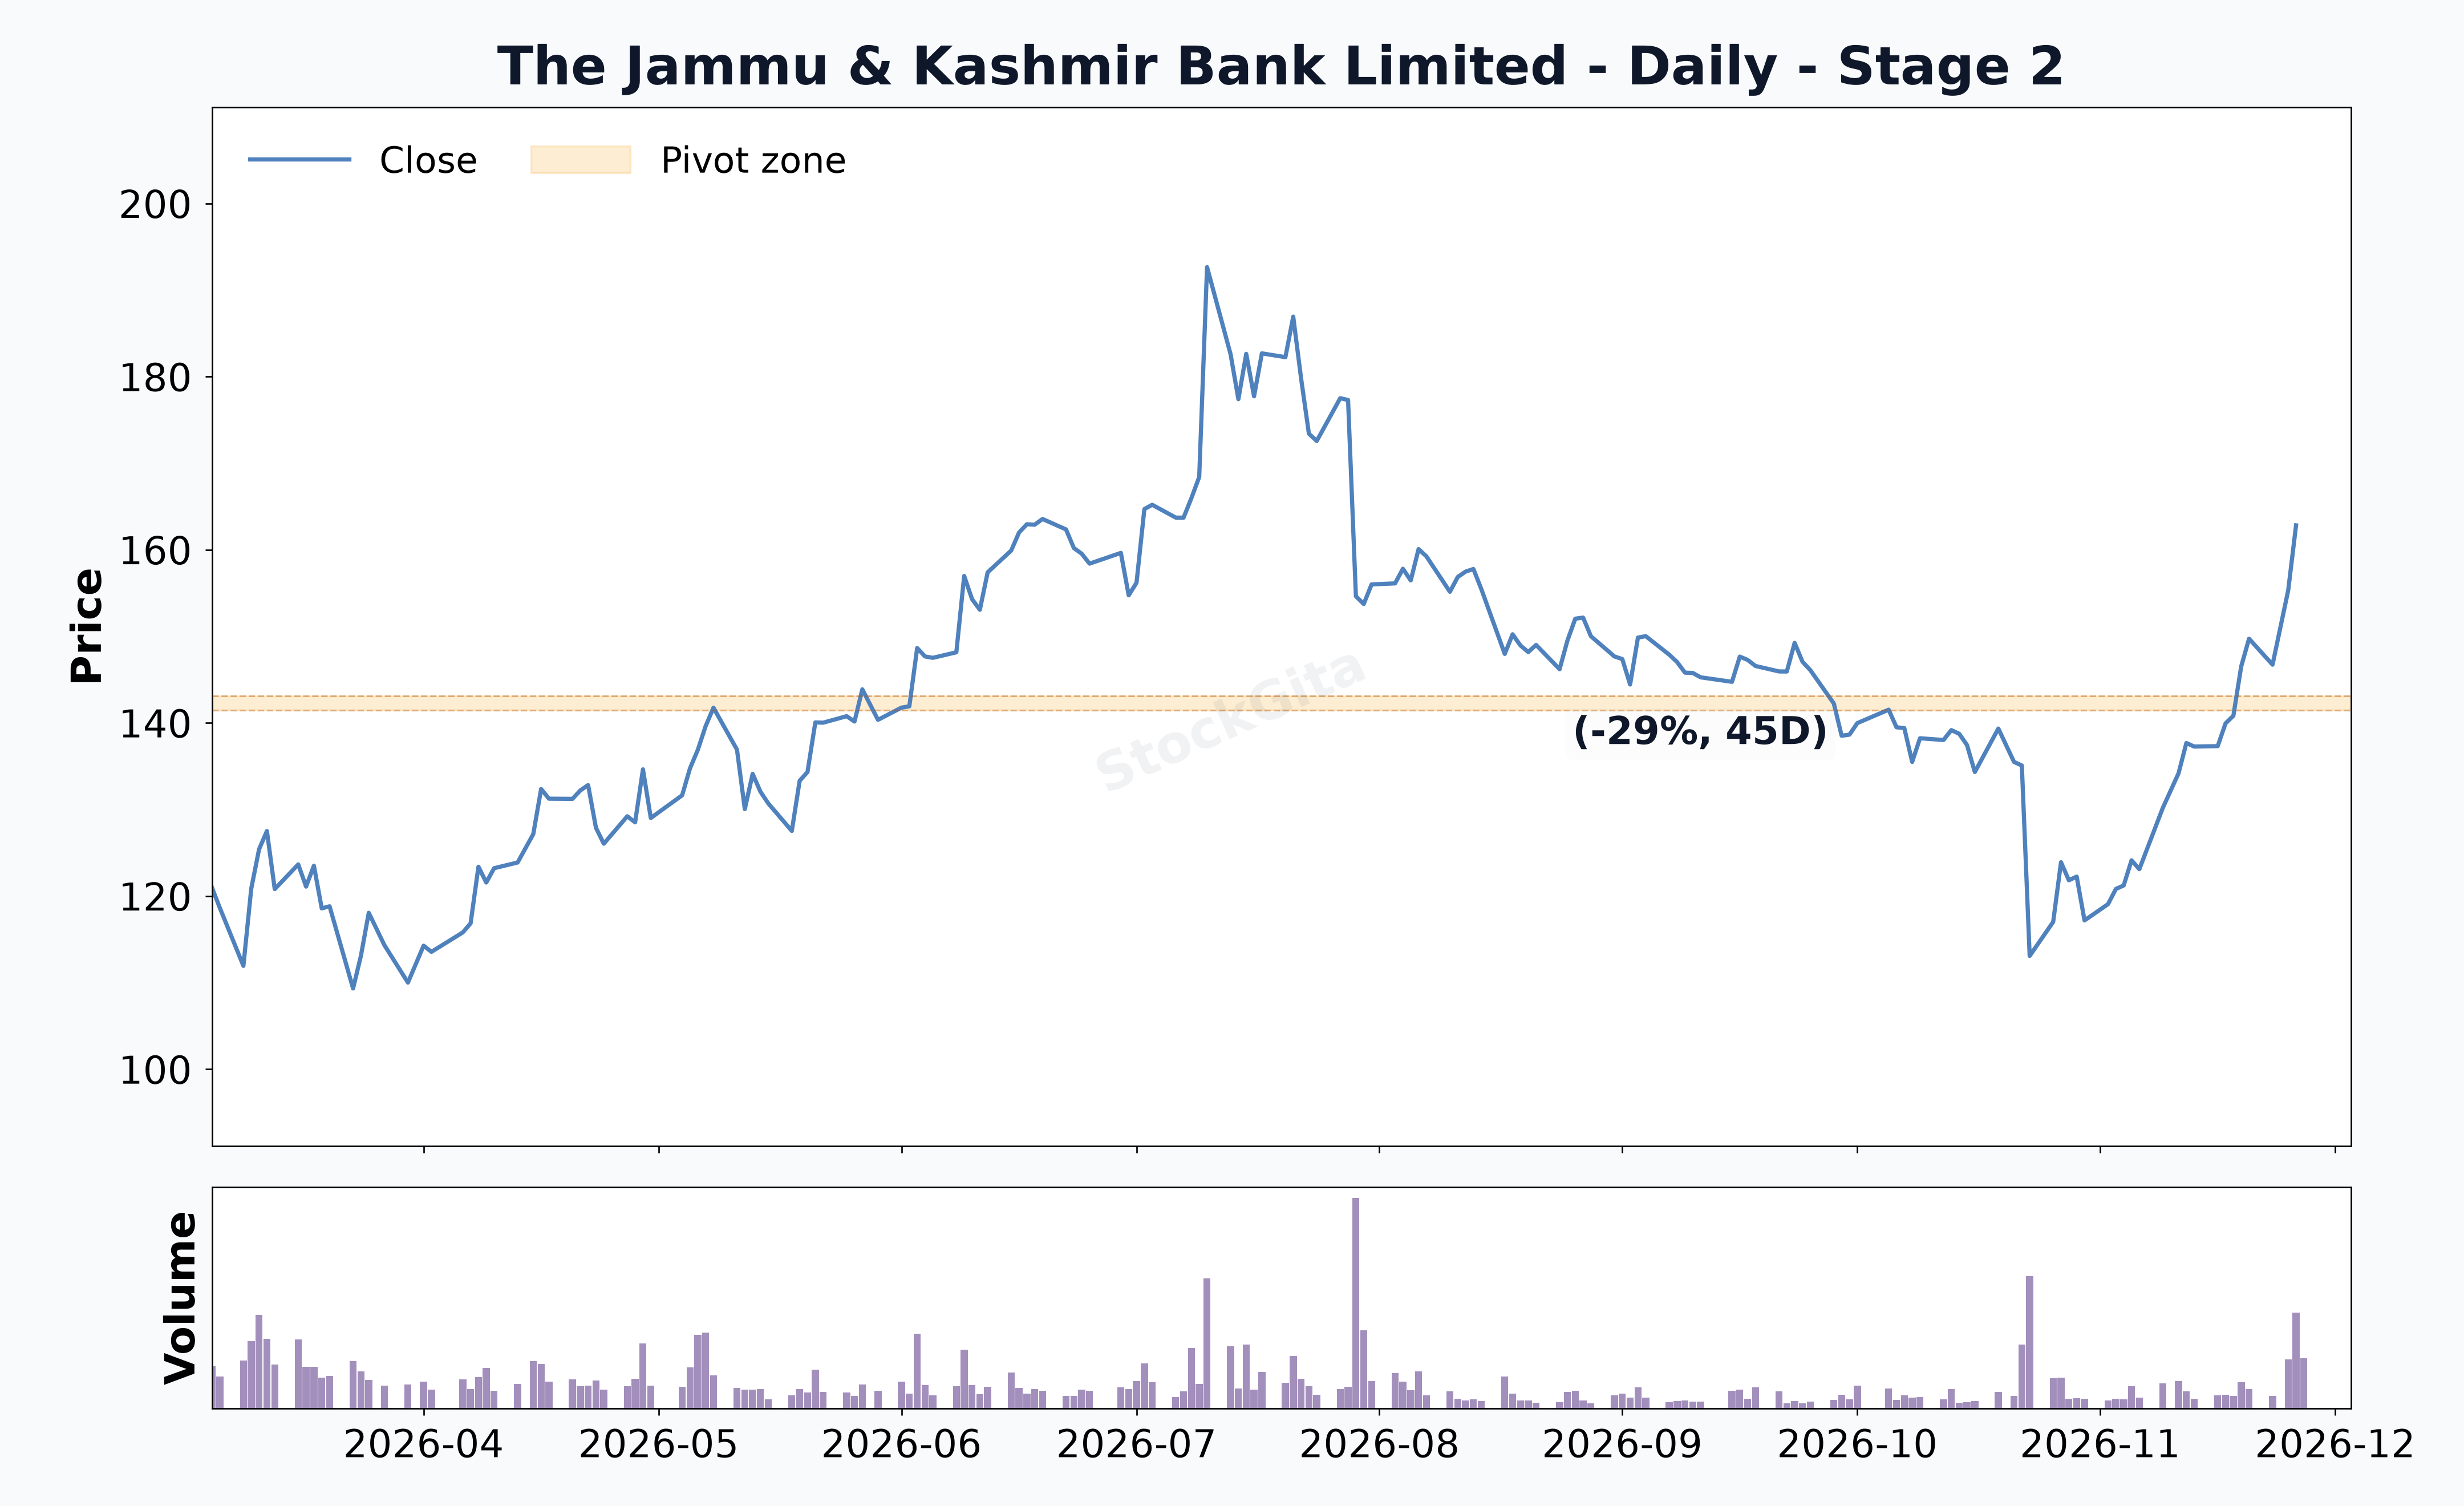 The Jammu & Kashmir Bank Limited - Daily - Stage 2
Close
Pivot zone
200
180
160
140
120
100
Price
StockGita
(-29%, 45D)
Volume
2026-04
2026-05
2026-06
2026-07
2026-08
2026-09
2026-10
2026-11
2026-12